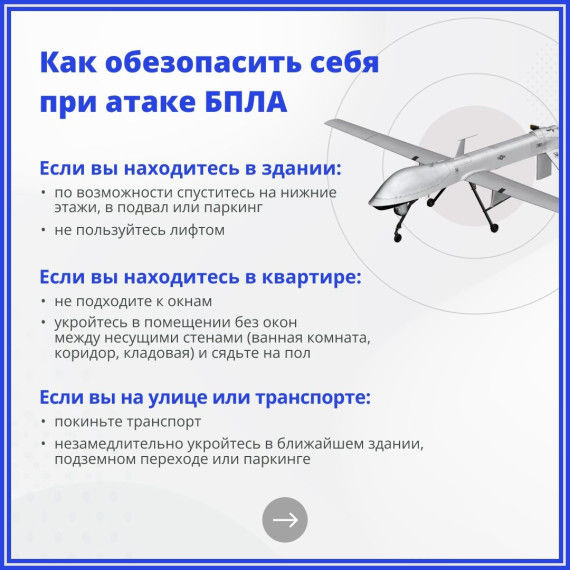 Как обезопасить себя
при атаке БПЛА
Если вы находитесь в здании:
• по возможности спуститесь на нижние
этажи, в подвал или паркинг
• не пользуйтесь лифтом
Если вы находитесь в квартире:
• не подходите к окнам
• укройтесь в помещении без окон
между несущими стенами (ванная комната,
коридор, кладовая) и сядьте на пол
Если вы на улице или транспорте:
• покиньте транспорт
• незамедлительно укройтесь в ближайшем здании,
подземном переходе или паркинге